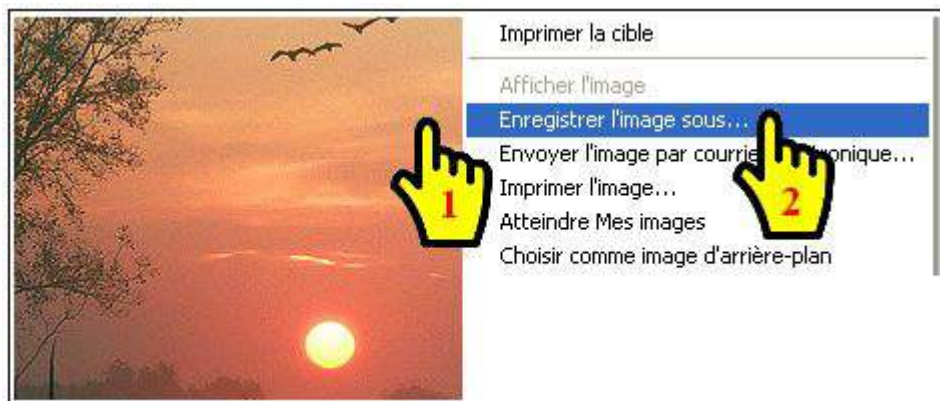 Imprimer la cible
Afficher l'image
Enregistrer l'image sous...
Envoyer l'image par courrie ronique...
Imprimer l'image...
Atteindre Mes images
Choisir comme image d'arrière-plan
1
2